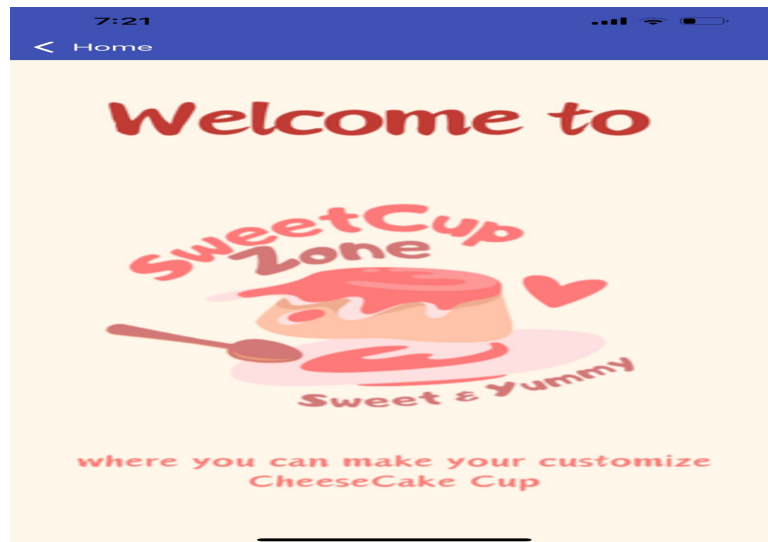 7:21
< Home
Welcome to
SweetCup
Zone
Sweet & Yummy
where you can make your customize
CheeseCake Cup